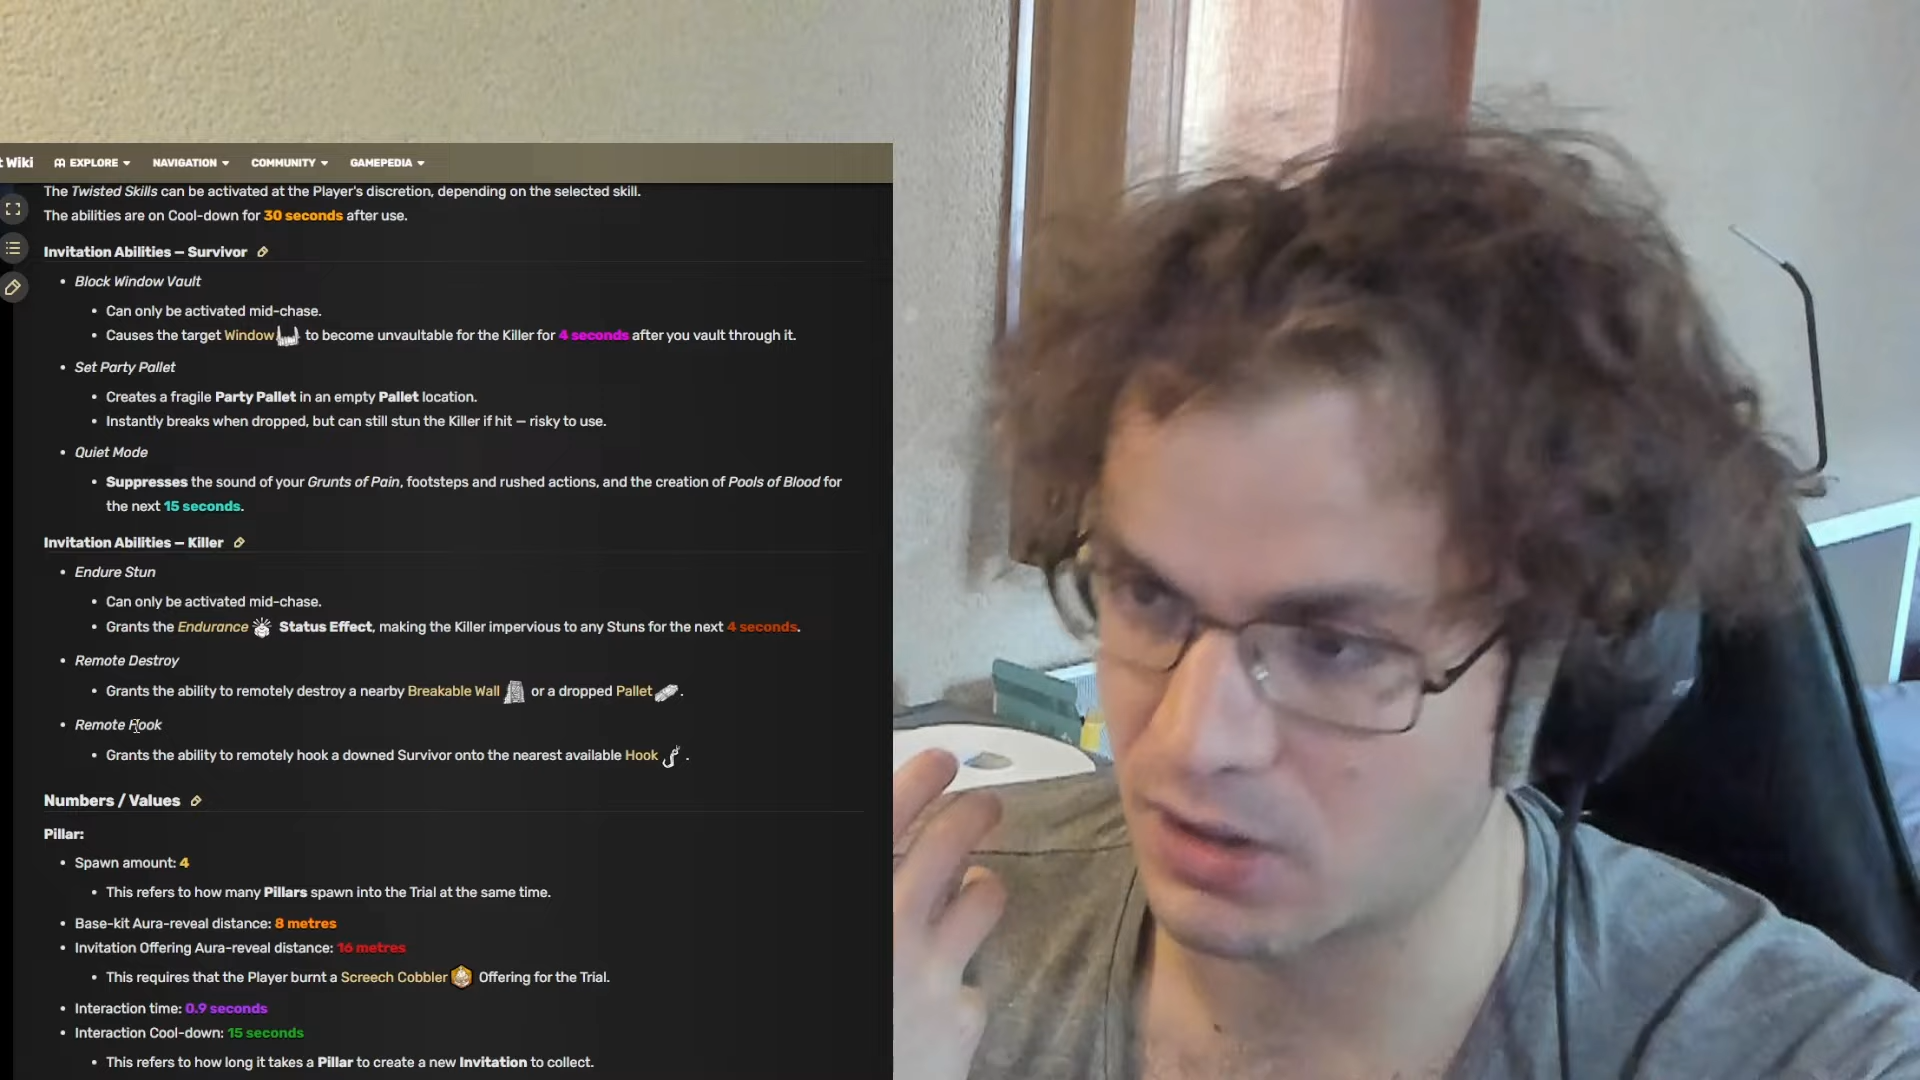 t Wiki EXPLORE NAVIGATION COMMUNITY GAMEPEDIA
The Twisted Skills can be activated at the Player's discretion, depending on the selected skill.
The abilities are on Cool-down for 30 seconds after use.
Invitation Abilities – Survivor
Block Window Vault
Can only be activated mid-chase.
Causes the target Window to become unvaultable for the Killer for 4 seconds after you vault through it.
Set Party Pallet
Creates a fragile Party Pallet in an empty Pallet location.
Instantly breaks when dropped, but can still stun the Killer if hit – risky to use.
Quiet Mode
Suppresses the sound of your Grunts of Pain, footsteps and rushed actions, and the creation of Pools of Blood for
the next 15 seconds.
Invitation Abilities – Killer
Endure Stun
Can only be activated mid-chase.
Grants the Endurance Status Effect, making the Killer impervious to any Stuns for the next 4 seconds.
Remote Destroy
Grants the ability to remotely destroy a nearby Breakable Wall or a dropped Pallet .
Remote Hook
Grants the ability to remotely hook a downed Survivor onto the nearest available Hook .
Numbers / Values
Pillar:
Spawn amount: 4
This refers to how many Pillars spawn into the Trial at the same time.
Base-kit Aura-reveal distance: 8 metres
Invitation Offering Aura-reveal distance: 16 metres
This requires that the Player burnt a Screech Cobbler Offering for the Trial.
Interaction time: 0.9 seconds
Interaction Cool-down: 15 seconds
This refers to how long it takes a Pillar to create a new Invitation to collect.